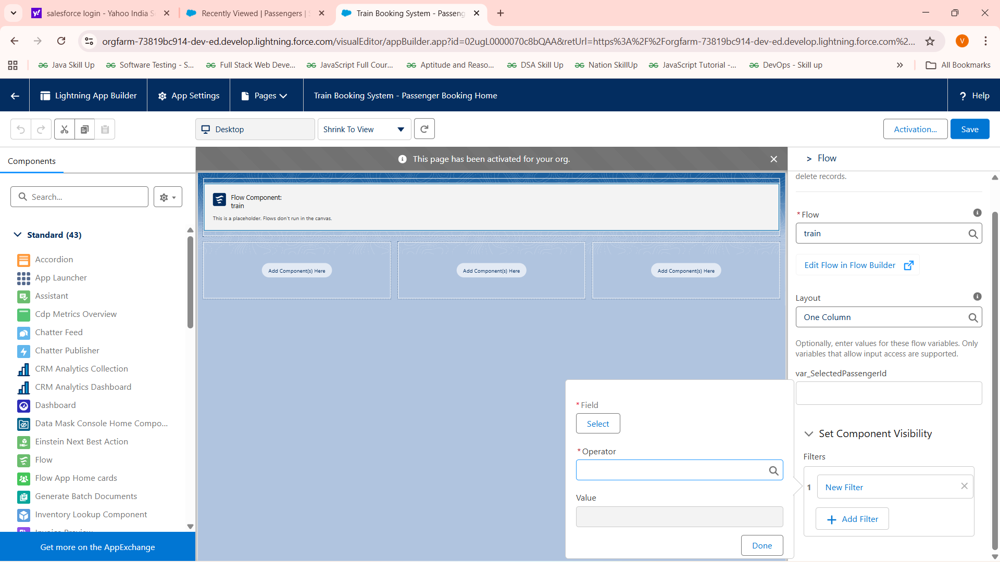 salesforce login - Yahoo India S
Recently Viewed | Passengers | S
Train Booking System - Passeng
orgfarm-73819bc914-dev-ed.develop.lightning.force.com/visualEditor/appBuilder.app?id=02ugL0000070c8bQAA&retUrl=https%3A%2F%2Forgfarm-73819bc914-dev-ed.develop.lightning.force.com%2...
V
Java Skill Up
Software Testing - S...
Full Stack Web Deve...
JavaScript Full Cour...
Aptitude and Reaso...
DSA Skill Up
Nation SkillUp
JavaScript Tutorial -...
DevOps - Skill up
All Bookmarks
Lightning App Builder
App Settings
Pages
Train Booking System - Passenger Booking Home
? Help
Desktop
Shrink To View
Activation...
Save
Components
This page has been activated for your org.
> Flow
Search...
Standard (43)
Accordion
App Launcher
Assistant
Cdp Metrics Overview
Chatter Feed
Chatter Publisher
CRM Analytics Collection
CRM Analytics Dashboard
Dashboard
Data Mask Console Home Compo...
Einstein Next Best Action
Flow
Flow App Home cards
Generate Batch Documents
Inventory Lookup Component
Invoice Preview
Get more on the AppExchange
Flow Component:
train
This is a placeholder. Flows don't run in the canvas.
Add Component(s) Here
Add Component(s) Here
Add Component(s) Here
*Field
Select
*Operator
Value
Done
delete records.
*Flow
train
Edit Flow in Flow Builder
Layout
One Column
Optionally, enter values for these flow variables. Only
variables that allow input access are supported.
var_SelectedPassengerId
Set Component Visibility
Filters
1
New Filter
Add Filter